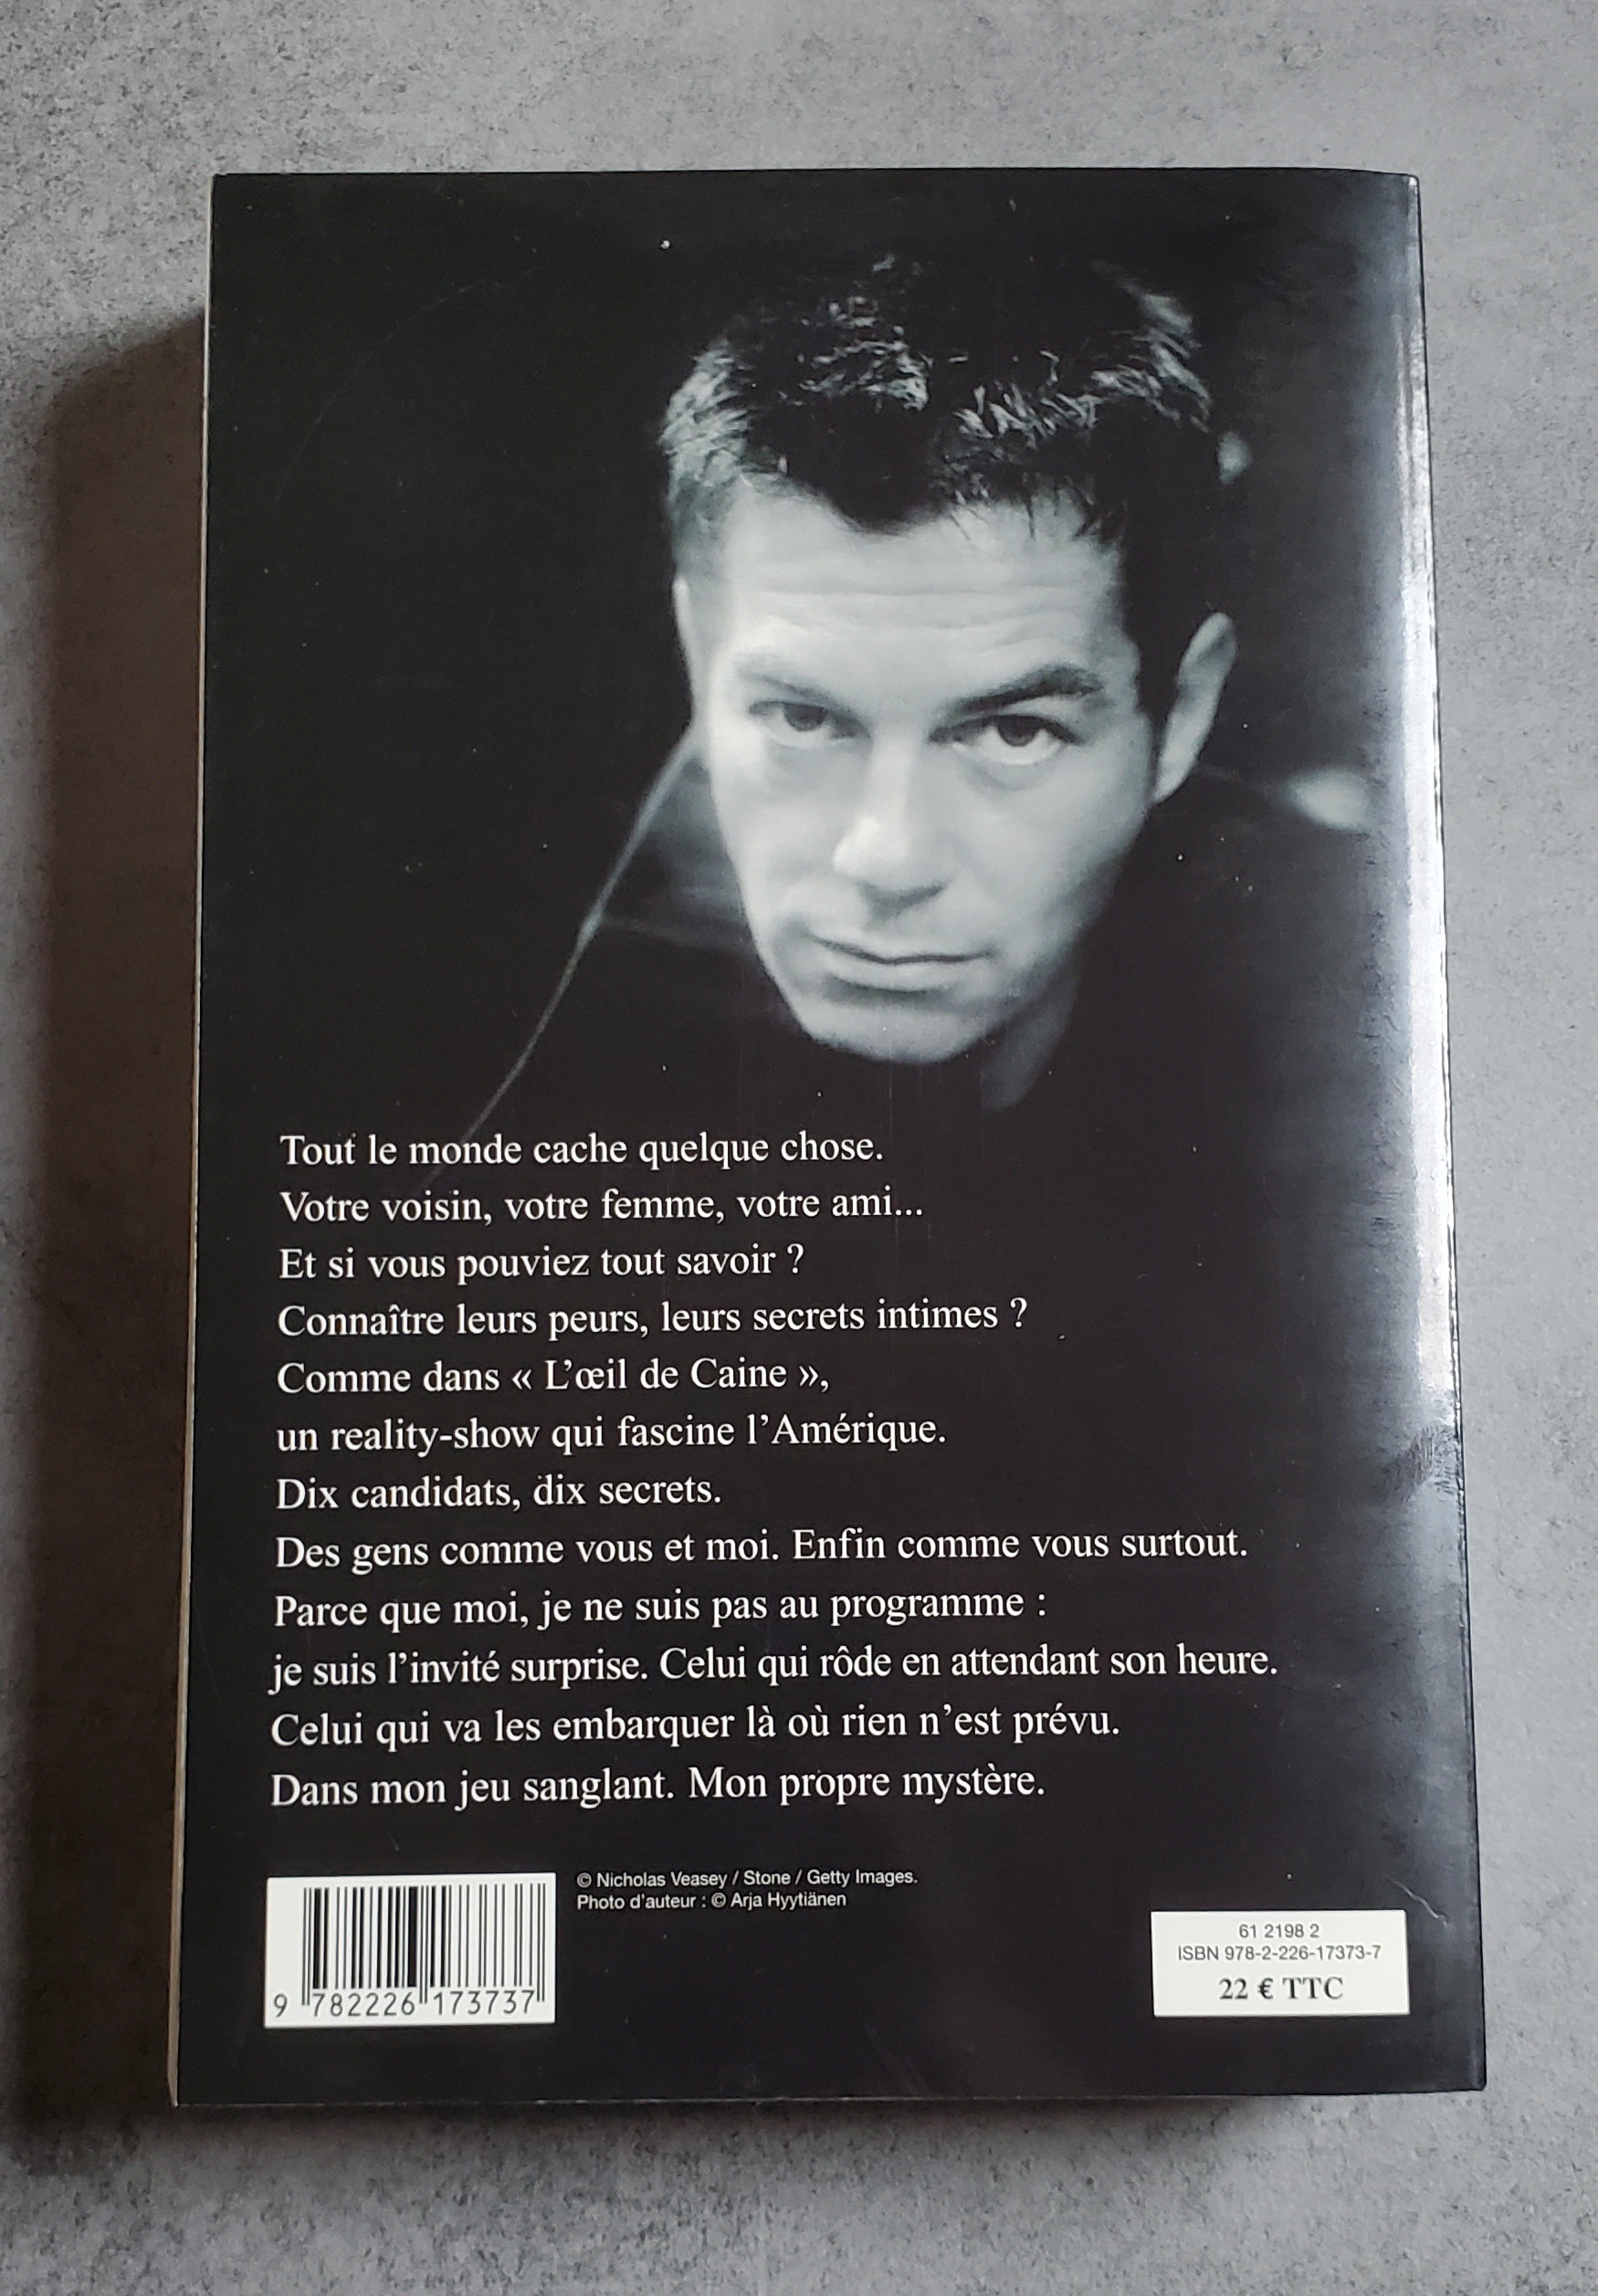 Tout le monde cache quelque chose.
Votre voisin, votre femme, votre ami...
Et si vous pouviez tout savoir ?
Connaître leurs peurs, leurs secrets intimes ?
Comme dans « L'œil de Caine »,
un reality-show qui fascine l'Amérique.
Dix candidats, dix secrets.
Des gens comme vous et moi. Enfin comme vous surtout.
Parce que moi, je ne suis pas au programme :
je suis l'invité surprise. Celui qui rôde en attendant son heure.
Celui qui va les embarquer là où rien n'est prévu.
Dans mon jeu sanglant. Mon propre mystère.
© Nicholas Veasey / Stone / Getty Images.
Photo d'auteur : © Arja Hyytiänen
9 782226 173737
61 2198 2
ISBN 978-2-226-17373-7
22 € TTC